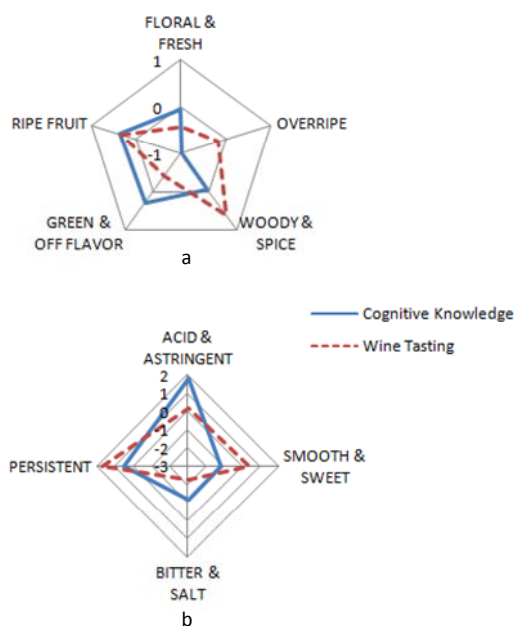 FLORAL &
FRESH
1
0
-1
RIPE FRUIT
OVERRIPE
GREEN &
OFF FLAVOR
WOODY &
SPICE
a
Cognitive Knowledge
Wine Tasting
ACID &
ASTRINGENT
2
1
0
-1
-2
-3
PERSISTENT
SMOOTH &
SWEET
BITTER &
SALT
b